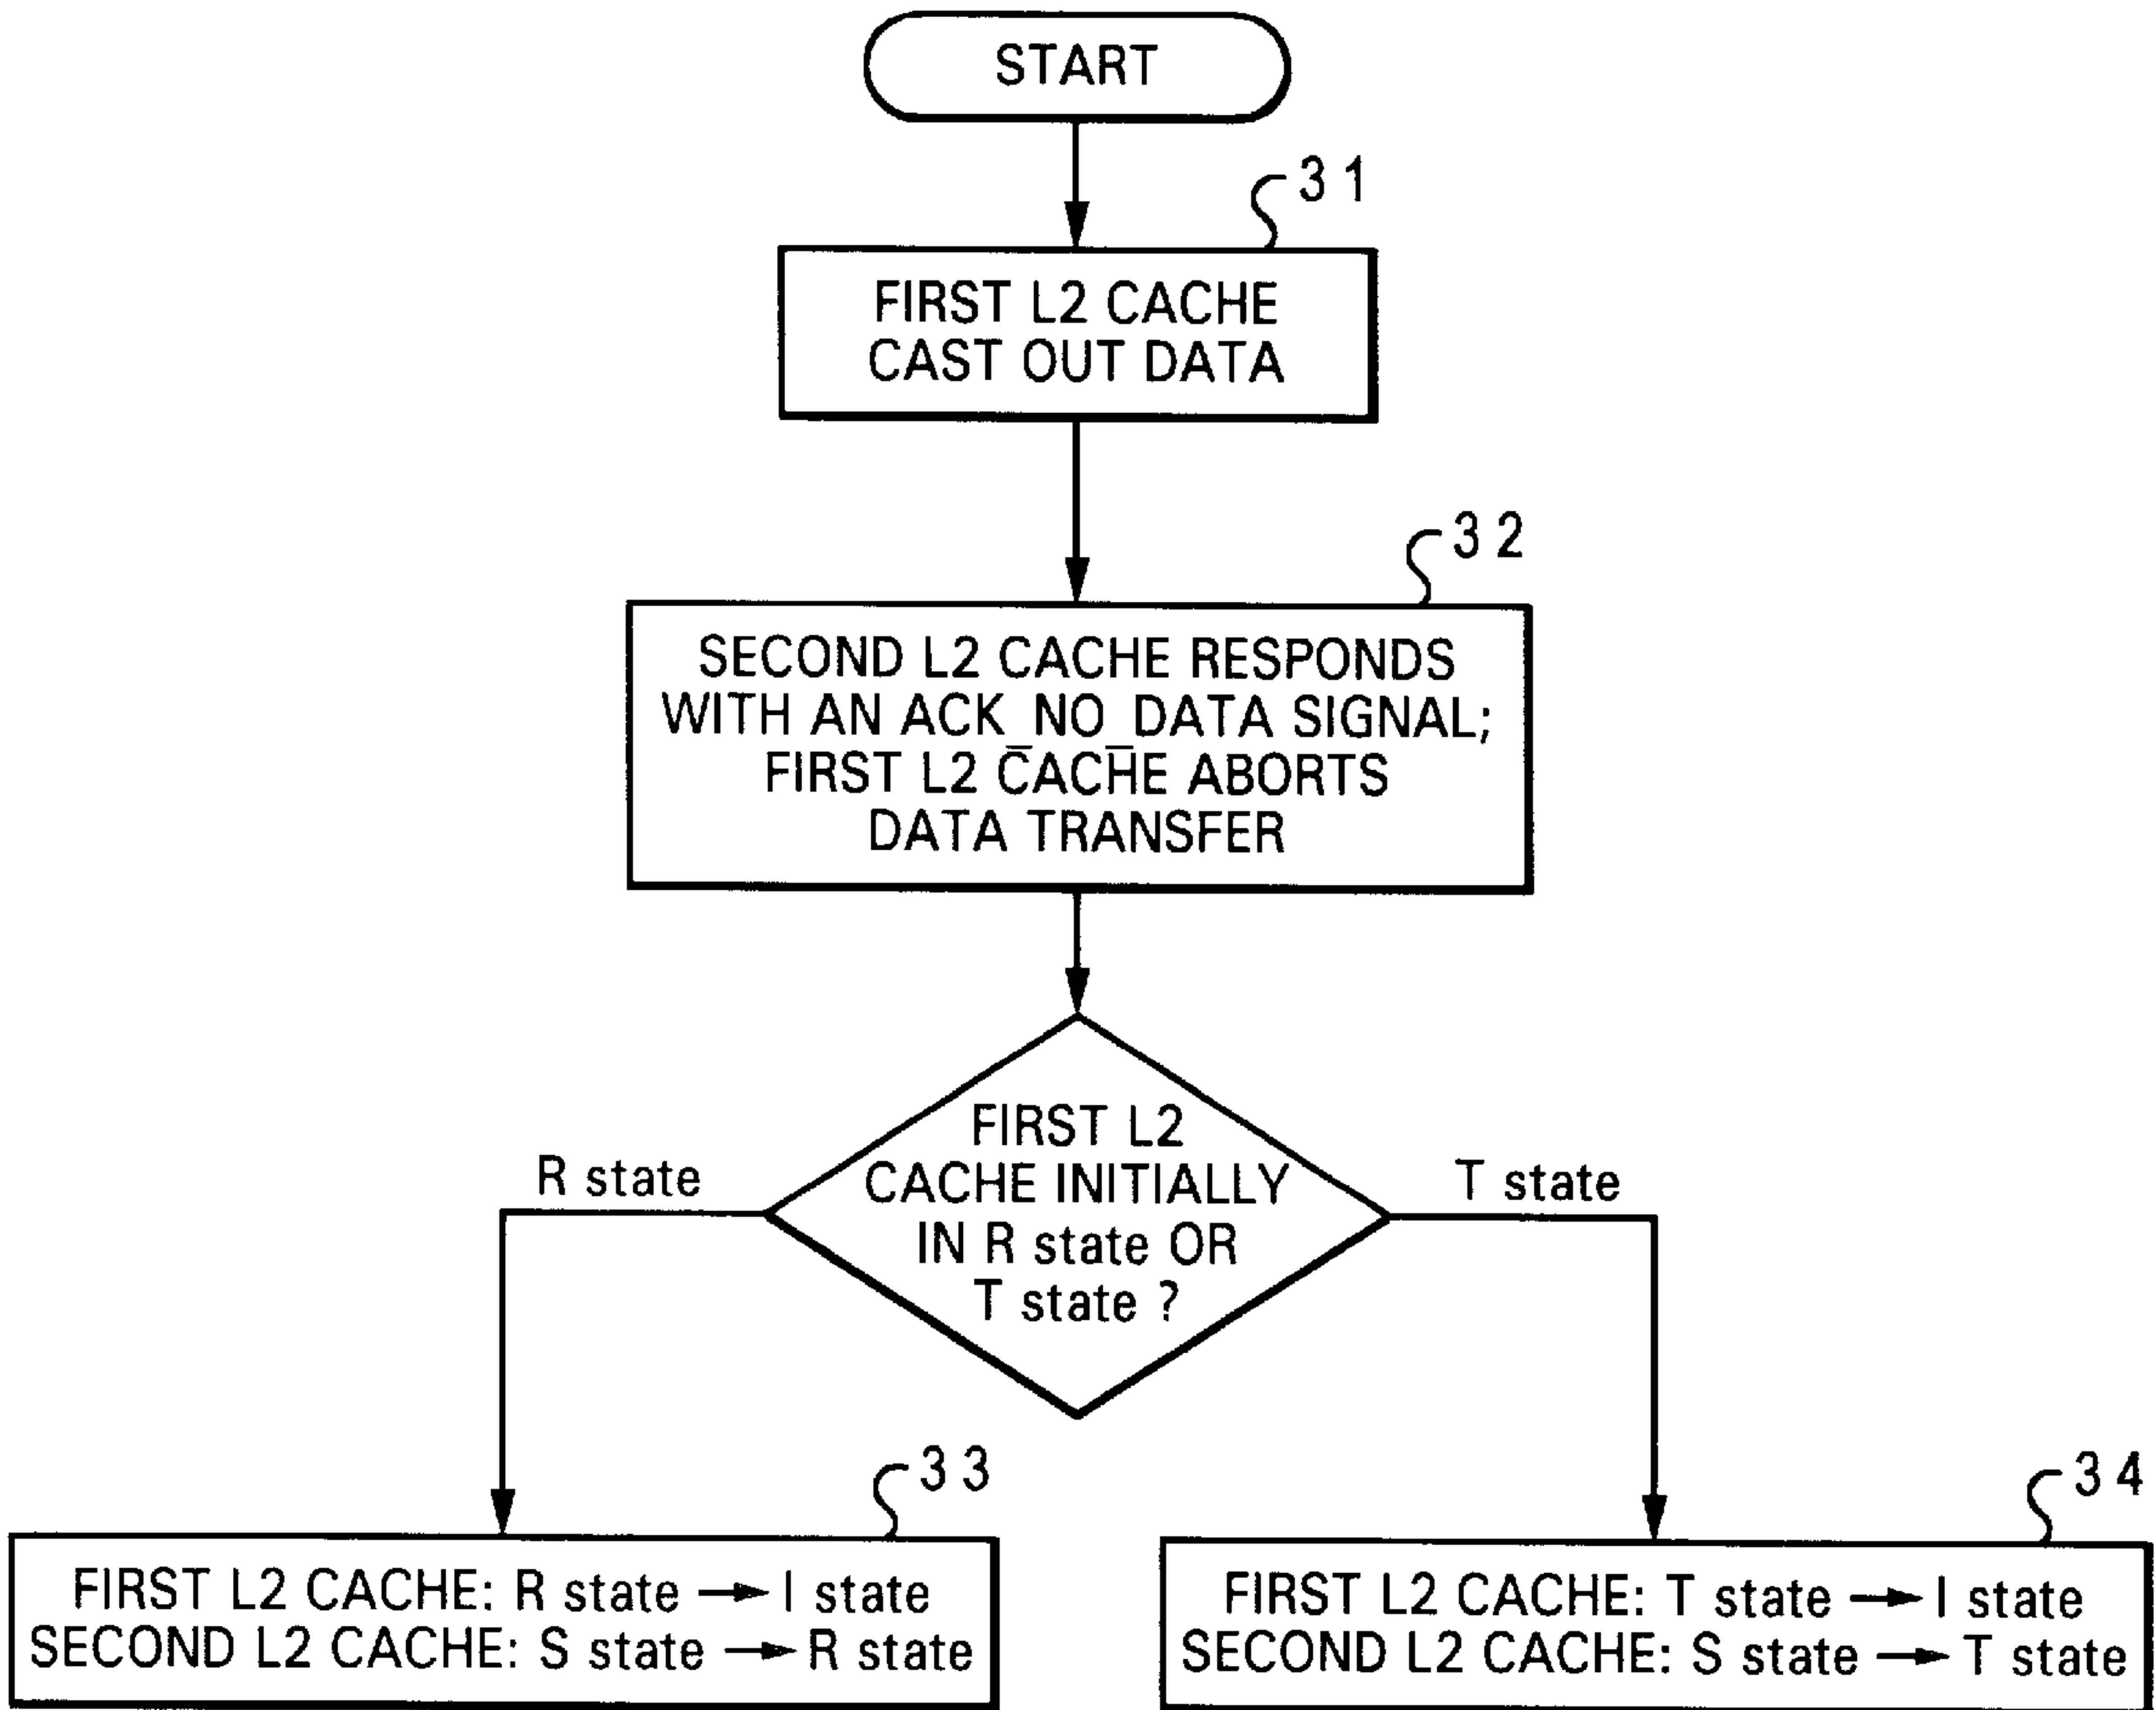 START
31
FIRST L2 CACHE
CAST OUT DATA
32
SECOND L2 CACHE RESPONDS
WITH AN ACK_NO_DATA SIGNAL;
FIRST L2 CACHE ABORTS
DATA TRANSFER
FIRST L2
CACHE INITIALLY
IN R state OR
T state ?
R state
T state
33
FIRST L2 CACHE: R state → I state
SECOND L2 CACHE: S state → R state
34
FIRST L2 CACHE: T state → I state
SECOND L2 CACHE: S state → T state